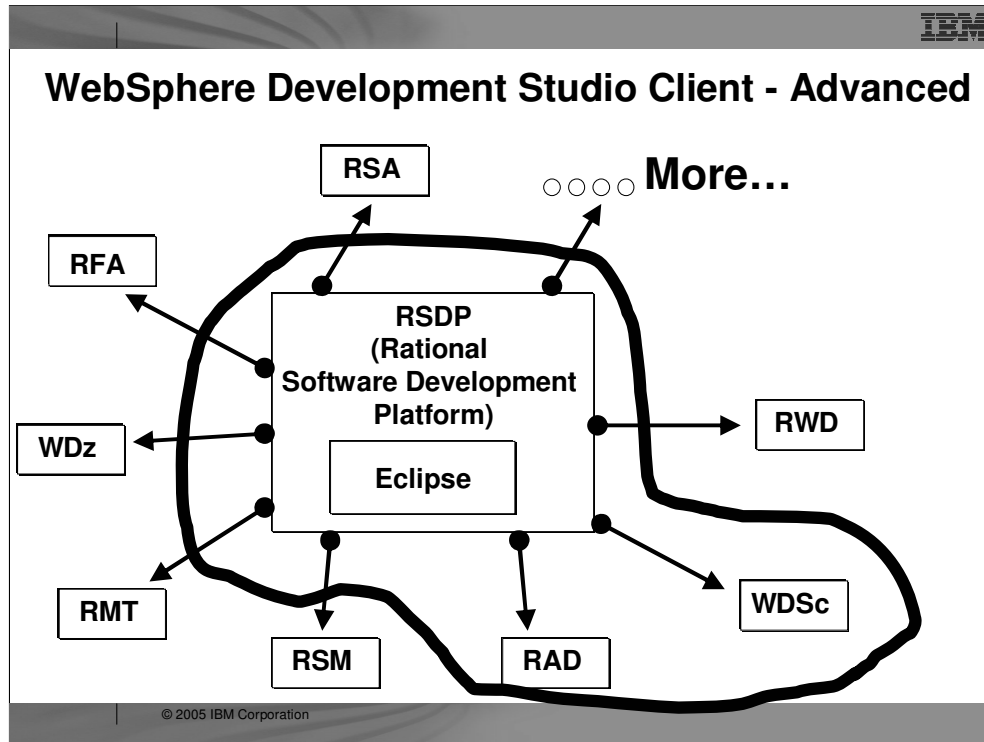 IBM
WebSphere Development Studio Client - Advanced
RSA
More...
RFA
RSDP
(Rational
Software Development
Platform)
RWD
WDz
Eclipse
RMT
WDSc
RSM
RAD
© 2005 IBM Corporation